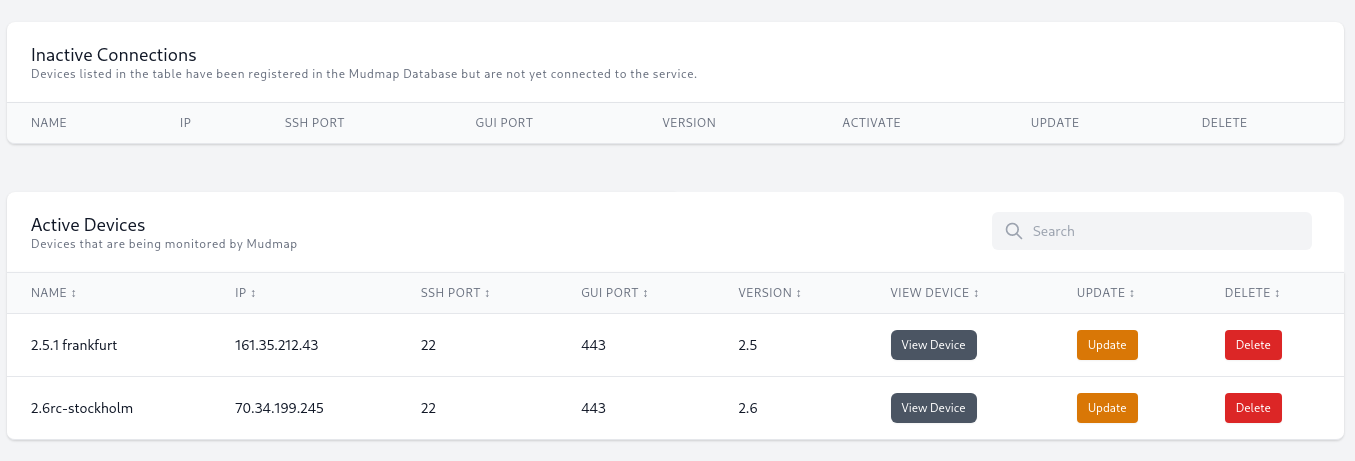 Inactive Connections
Devices listed in the table have been registered in the Mudmap Database but are not yet connected to the service.
NAME IP SSH PORT GUI PORT VERSION ACTIVATE UPDATE DELETE
Active Devices
Devices that are being monitored by Mudmap
Search
NAME ↕ IP ↕ SSH PORT ↕ GUI PORT ↕ VERSION ↕ VIEW DEVICE ↕ UPDATE ↕ DELETE ↕
2.5.1 frankfurt 161.35.212.43 22 443 2.5 View Device Update Delete
2.6rc-stockholm 70.34.199.245 22 443 2.6 View Device Update Delete